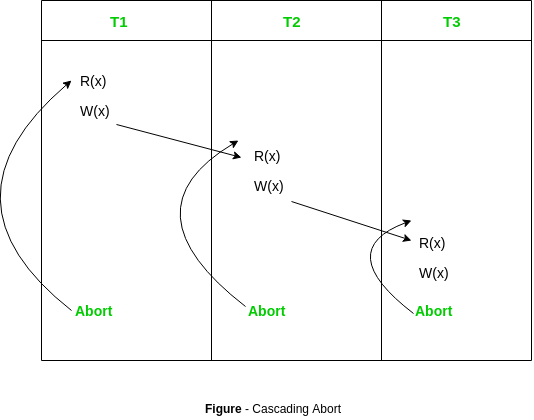 T1 T2 T3
R(x)
W(x)
R(x)
W(x)
R(x)
W(x)
Abort Abort Abort
Figure - Cascading Abort